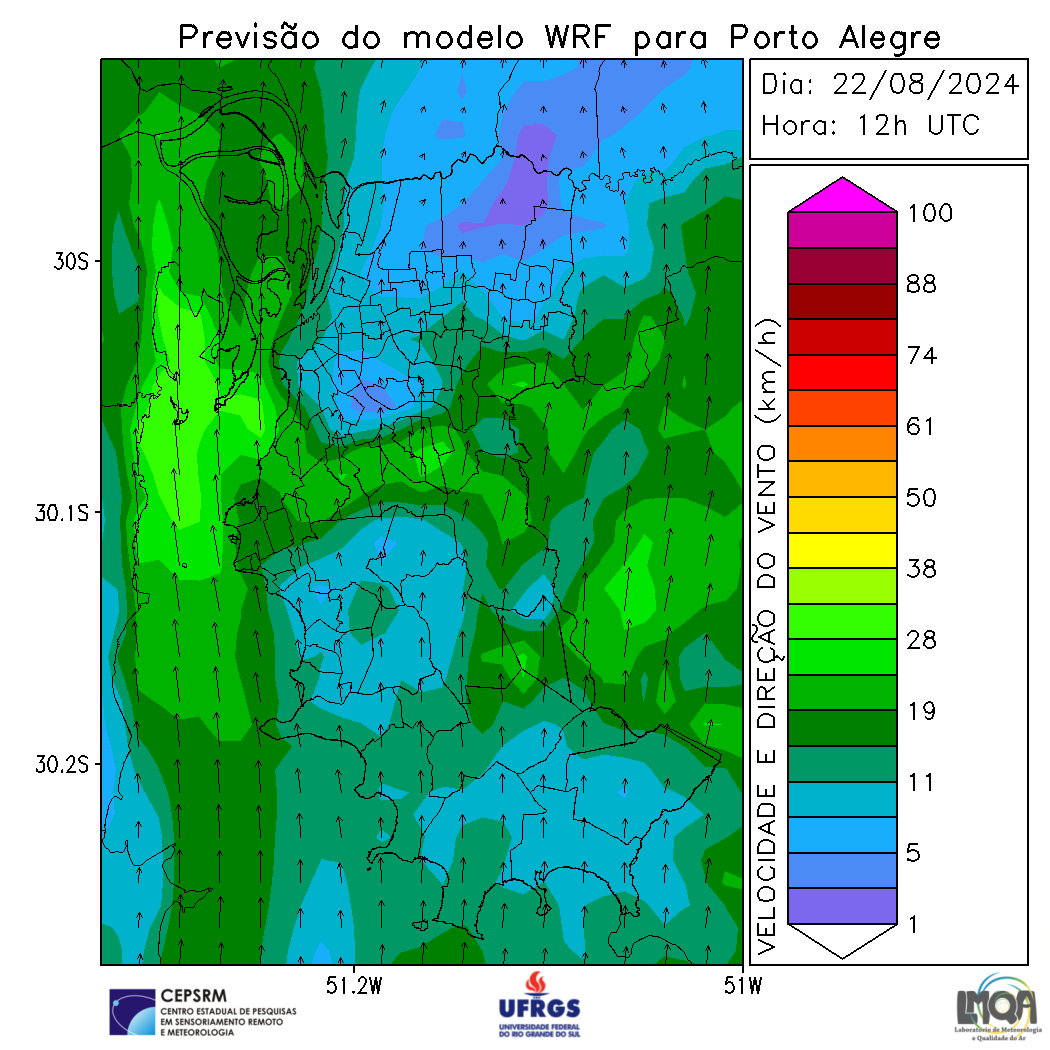 Previsão do modelo WRF para Porto Alegre
Dia: 22/08/2024
Hora: 12h UTC
30S
30.1S
30.2S
51.2W
51W
VELOCIDADE E DIREÇÃO DO VENTO (km/h)
100
88
74
61
50
38
28
19
11
5
1
CEPSRM
CENTRO ESTADUAL DE PESQUISAS
EM SENSORIAMENTO REMOTO
E METEOROLOGIA
UFRGS
UNIVERSIDADE FEDERAL
DO RIO GRANDE DO SUL
LMQA
Laboratório de Meteorologia
e Qualidade do Ar